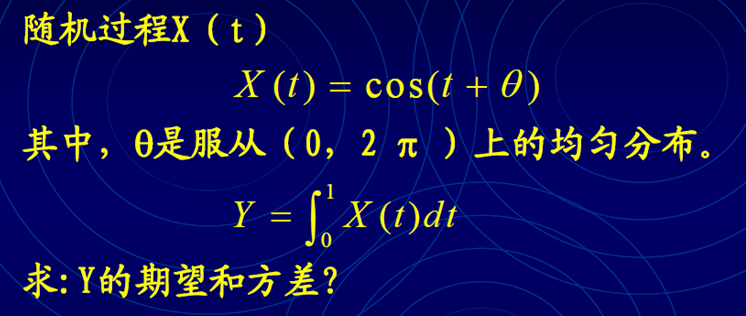 随机过程X（t）
X(t) = cos(t + θ)
其中，θ是服从（0，2 π ）上的均匀分布。
Y = ∫₀¹ X(t)dt
求:Y的期望和方差?